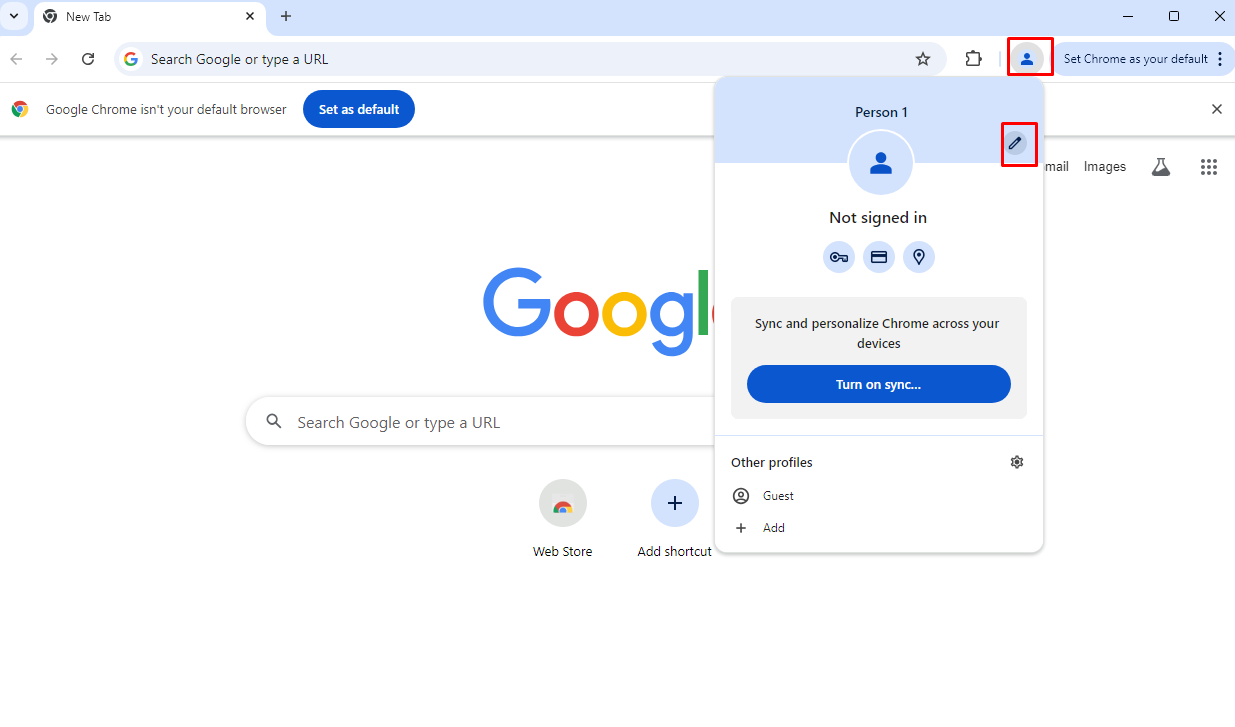 New Tab
Search Google or type a URL
Set Chrome as your default
Google Chrome isn't your default browser
Set as default
Person 1
Images
Not signed in
Google
Sync and personalize Chrome across your
devices
Turn on sync...
Search Google or type a URL
Other profiles
Guest
Add
Web Store
Add shortcut